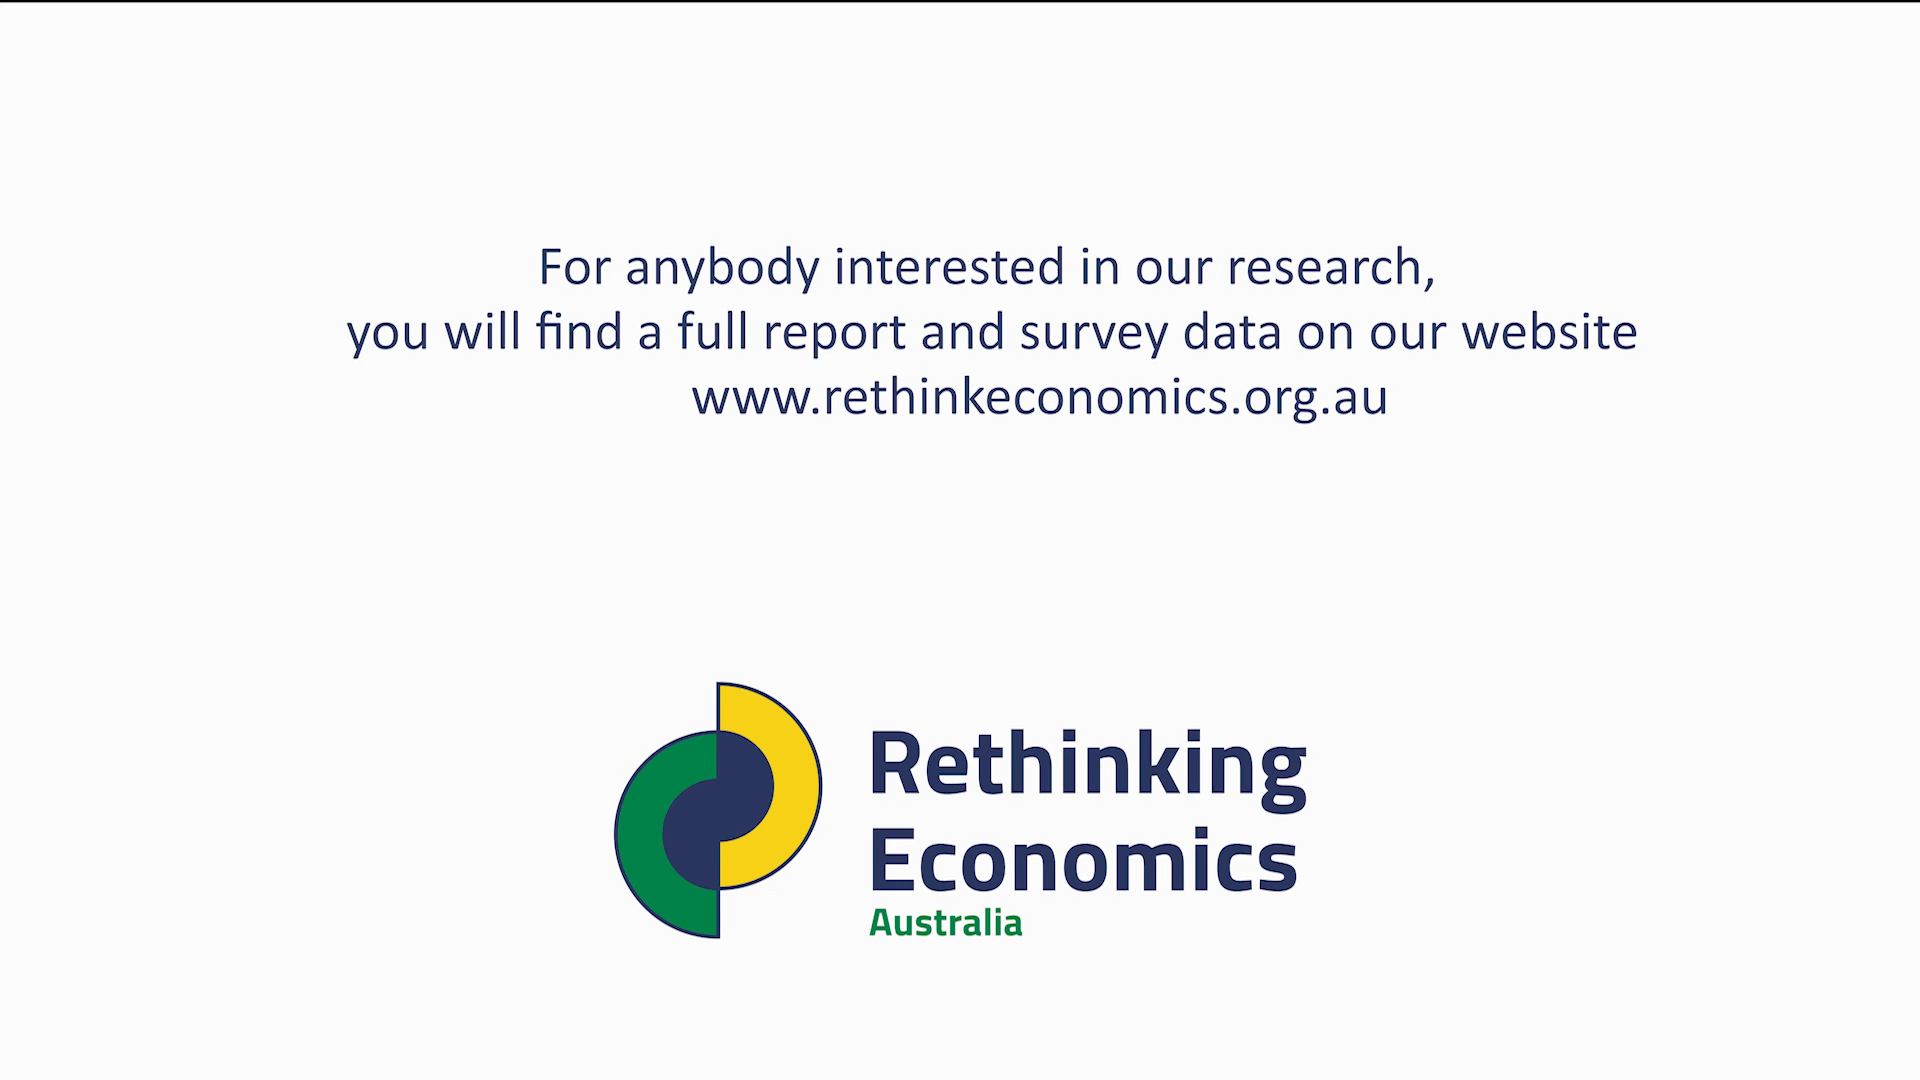 For anybody interested in our research,
you will find a full report and survey data on our website
www.rethinkeconomics.org.au
Rethinking
Economics
Australia